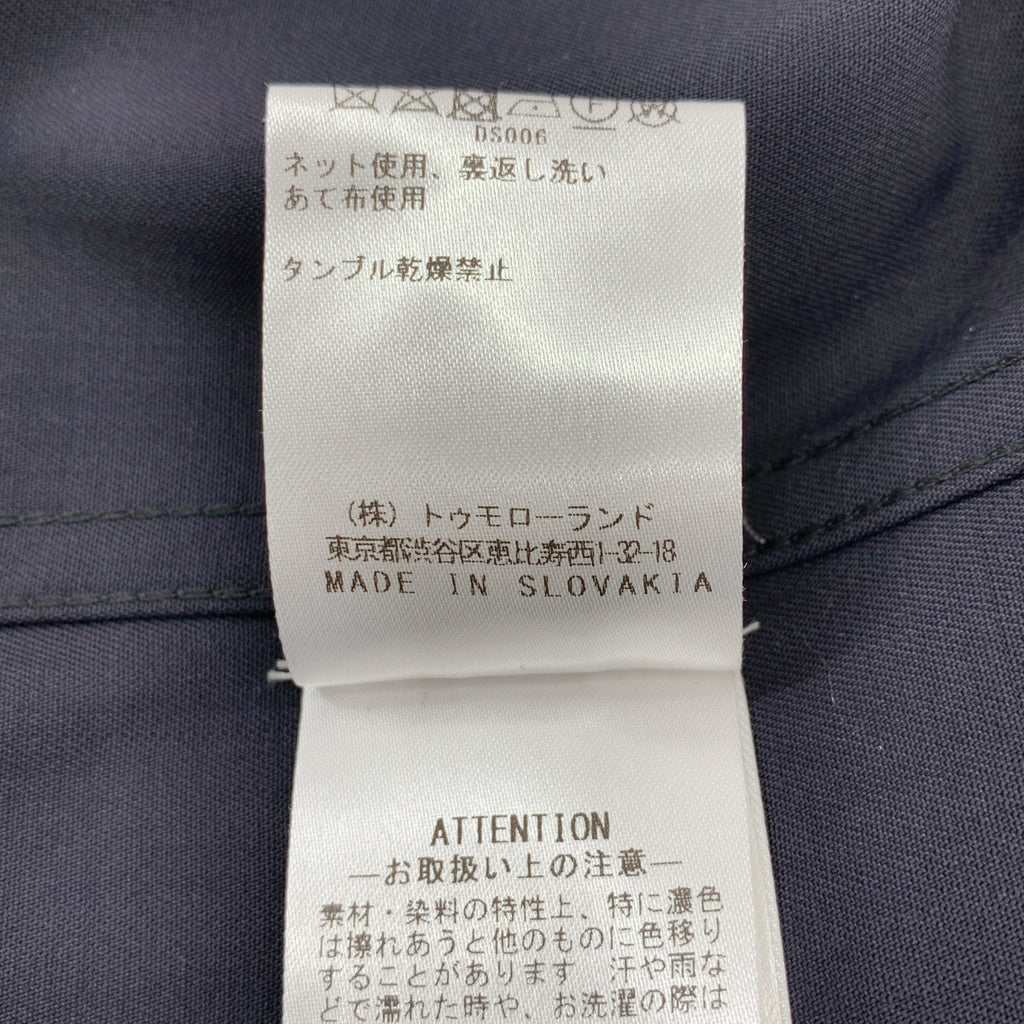 DS006
ネット使用、裏返し洗い
あて布使用
タンブル乾燥禁止
(株) トゥモローランド
東京都渋谷区恵比寿西1-32-18
MADE IN SLOVAKIA
ATTENTION
―お取扱い上の注意―
素材・染料の特性上、特に濃色
は擦れあうと他のものに色移り
することがあります 汗や雨な
どで濡れた時や、お洗濯の際は